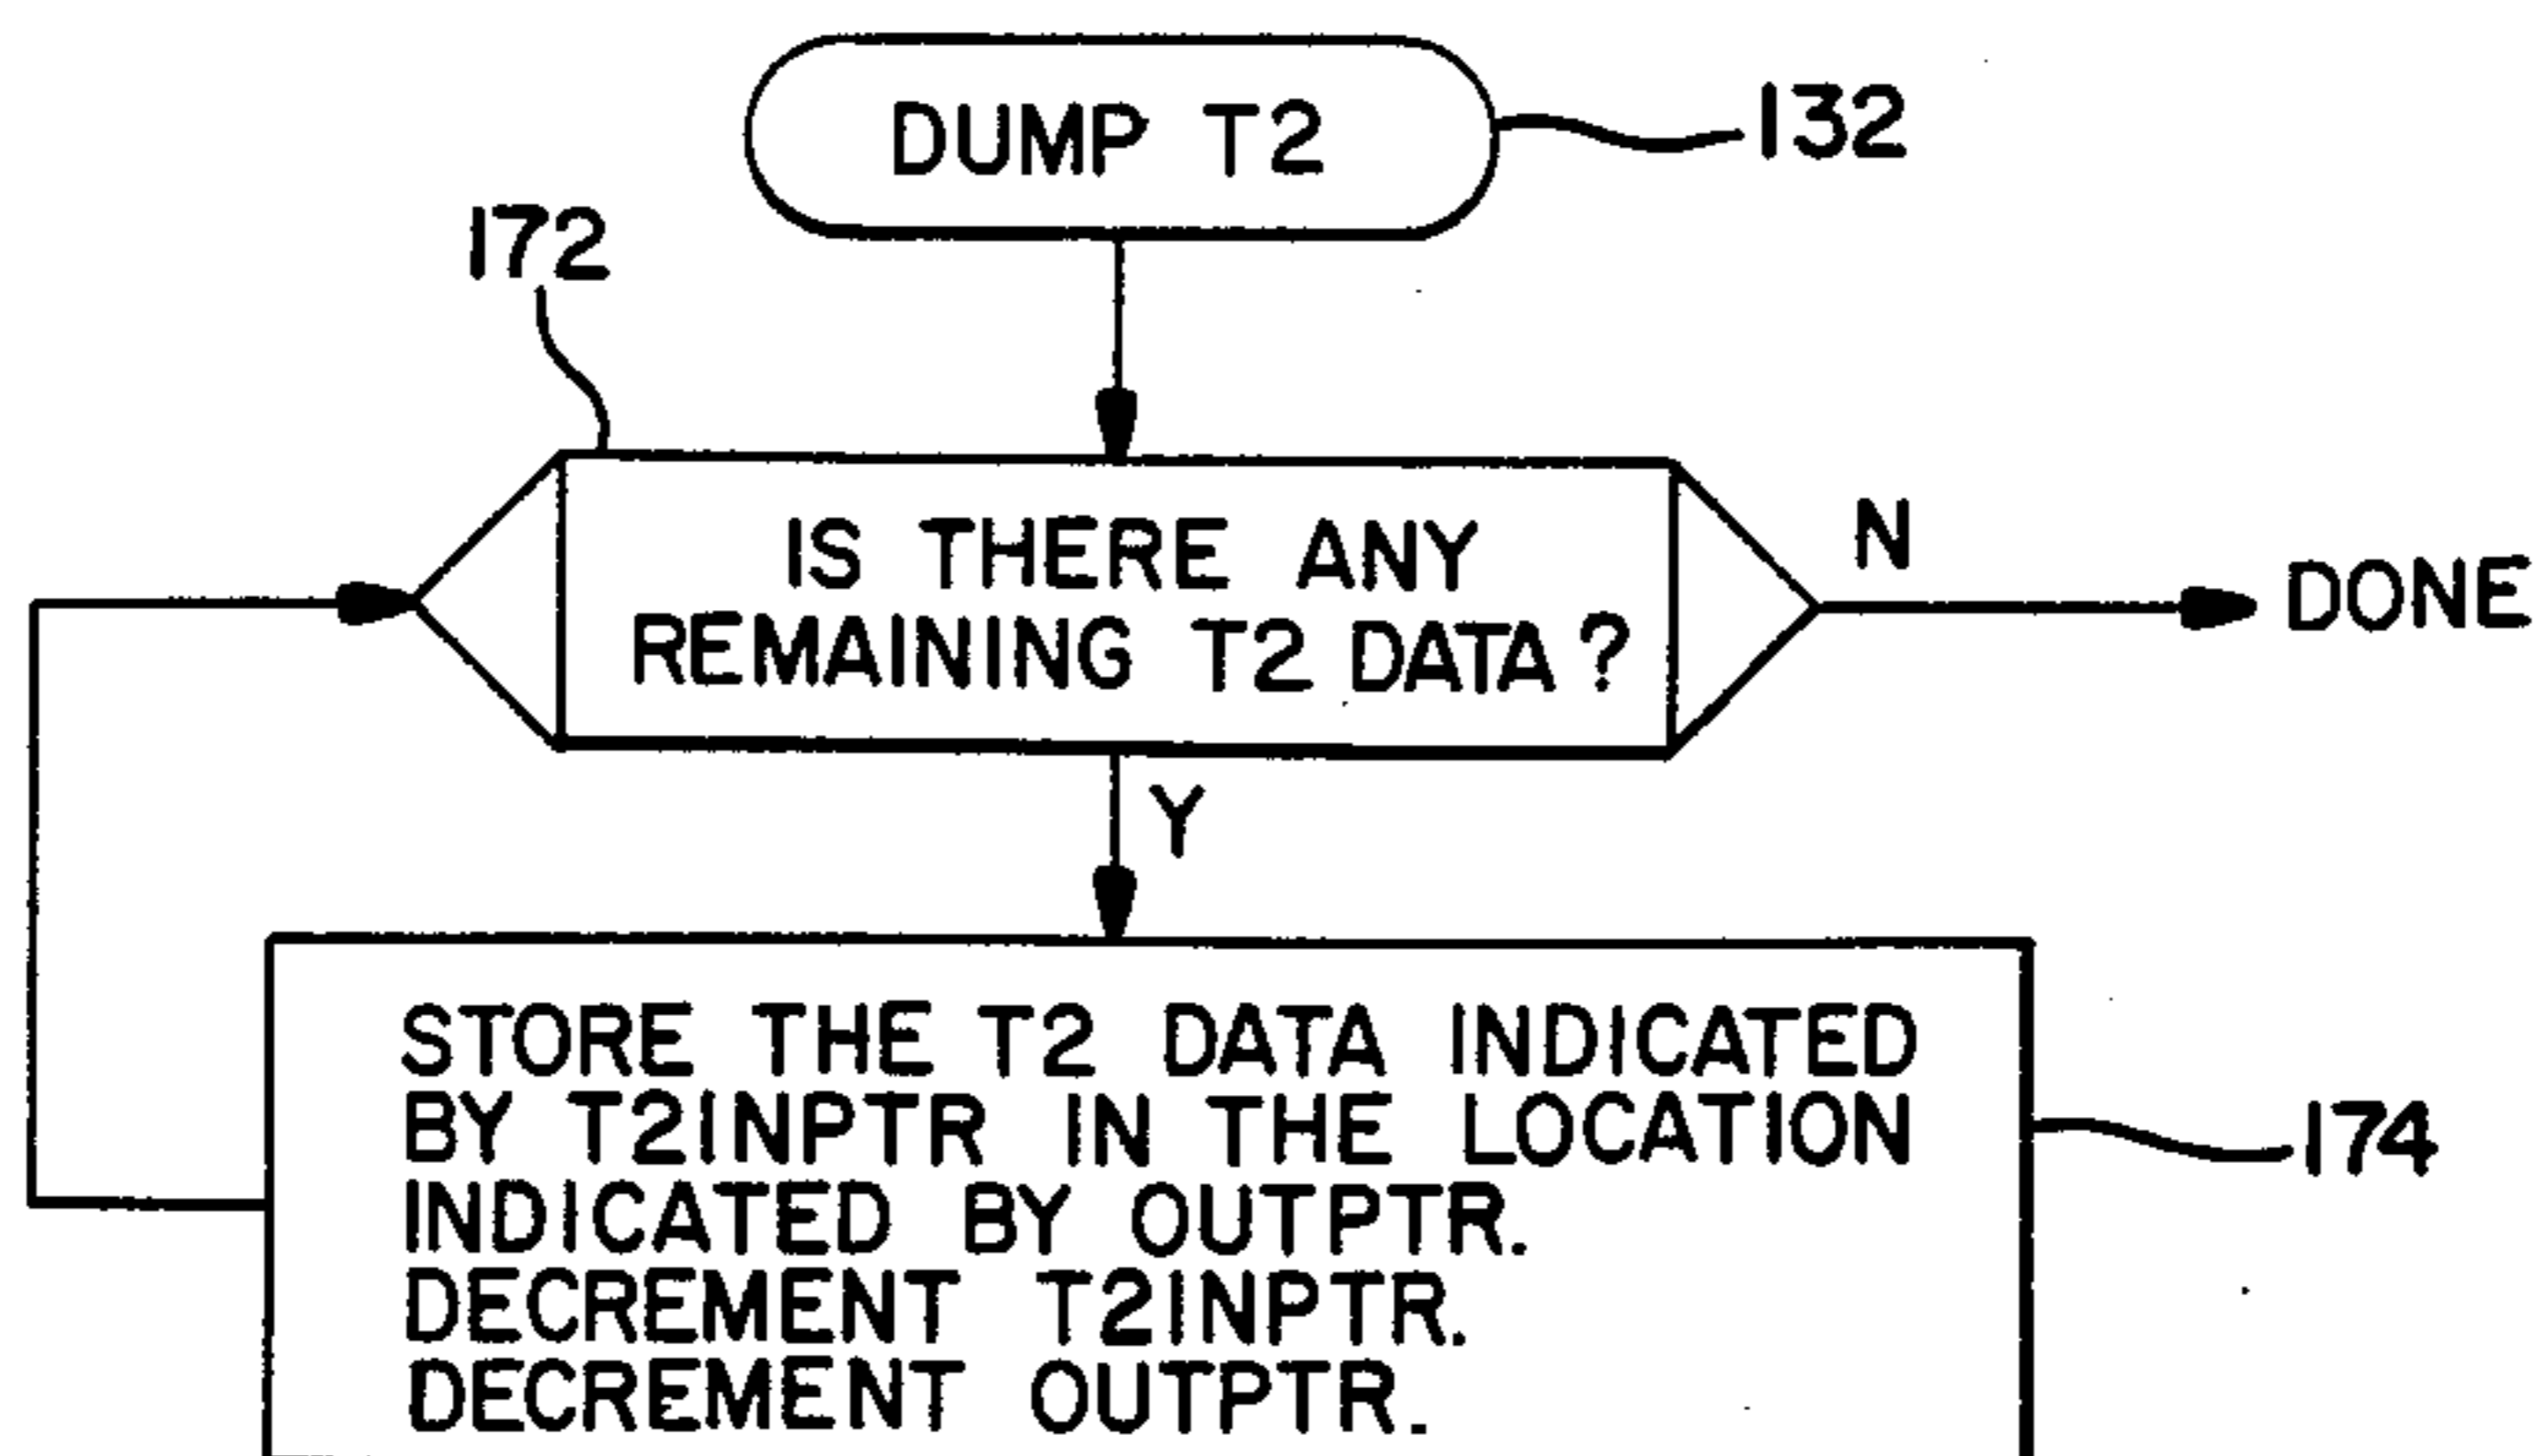 DUMP T2
132
172
IS THERE ANY
REMAINING T2 DATA?
N
DONE
Y
STORE THE T2 DATA INDICATED
BY T2INPTR IN THE LOCATION
INDICATED BY OUTPTR.
DECREMENT T2INPTR.
DECREMENT OUTPTR.
174